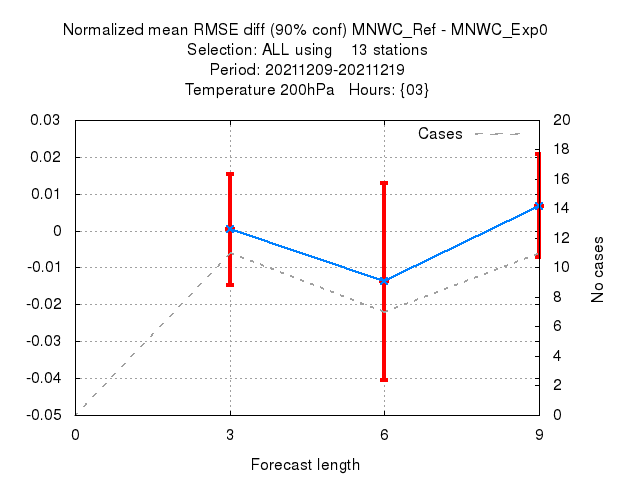 Normalized mean RMSE diff (90% conf) MNWC_Ref - MNWC_Exp0
Selection: ALL using    13 stations
Period: 20211209-20211219
Temperature 200hPa   Hours: {03}
Cases
0.03
0.02
0.01
0
-0.01
-0.02
-0.03
-0.04
-0.05
20
18
16
14
12
10
8
6
4
2
0
No cases
0 3 6 9
Forecast length